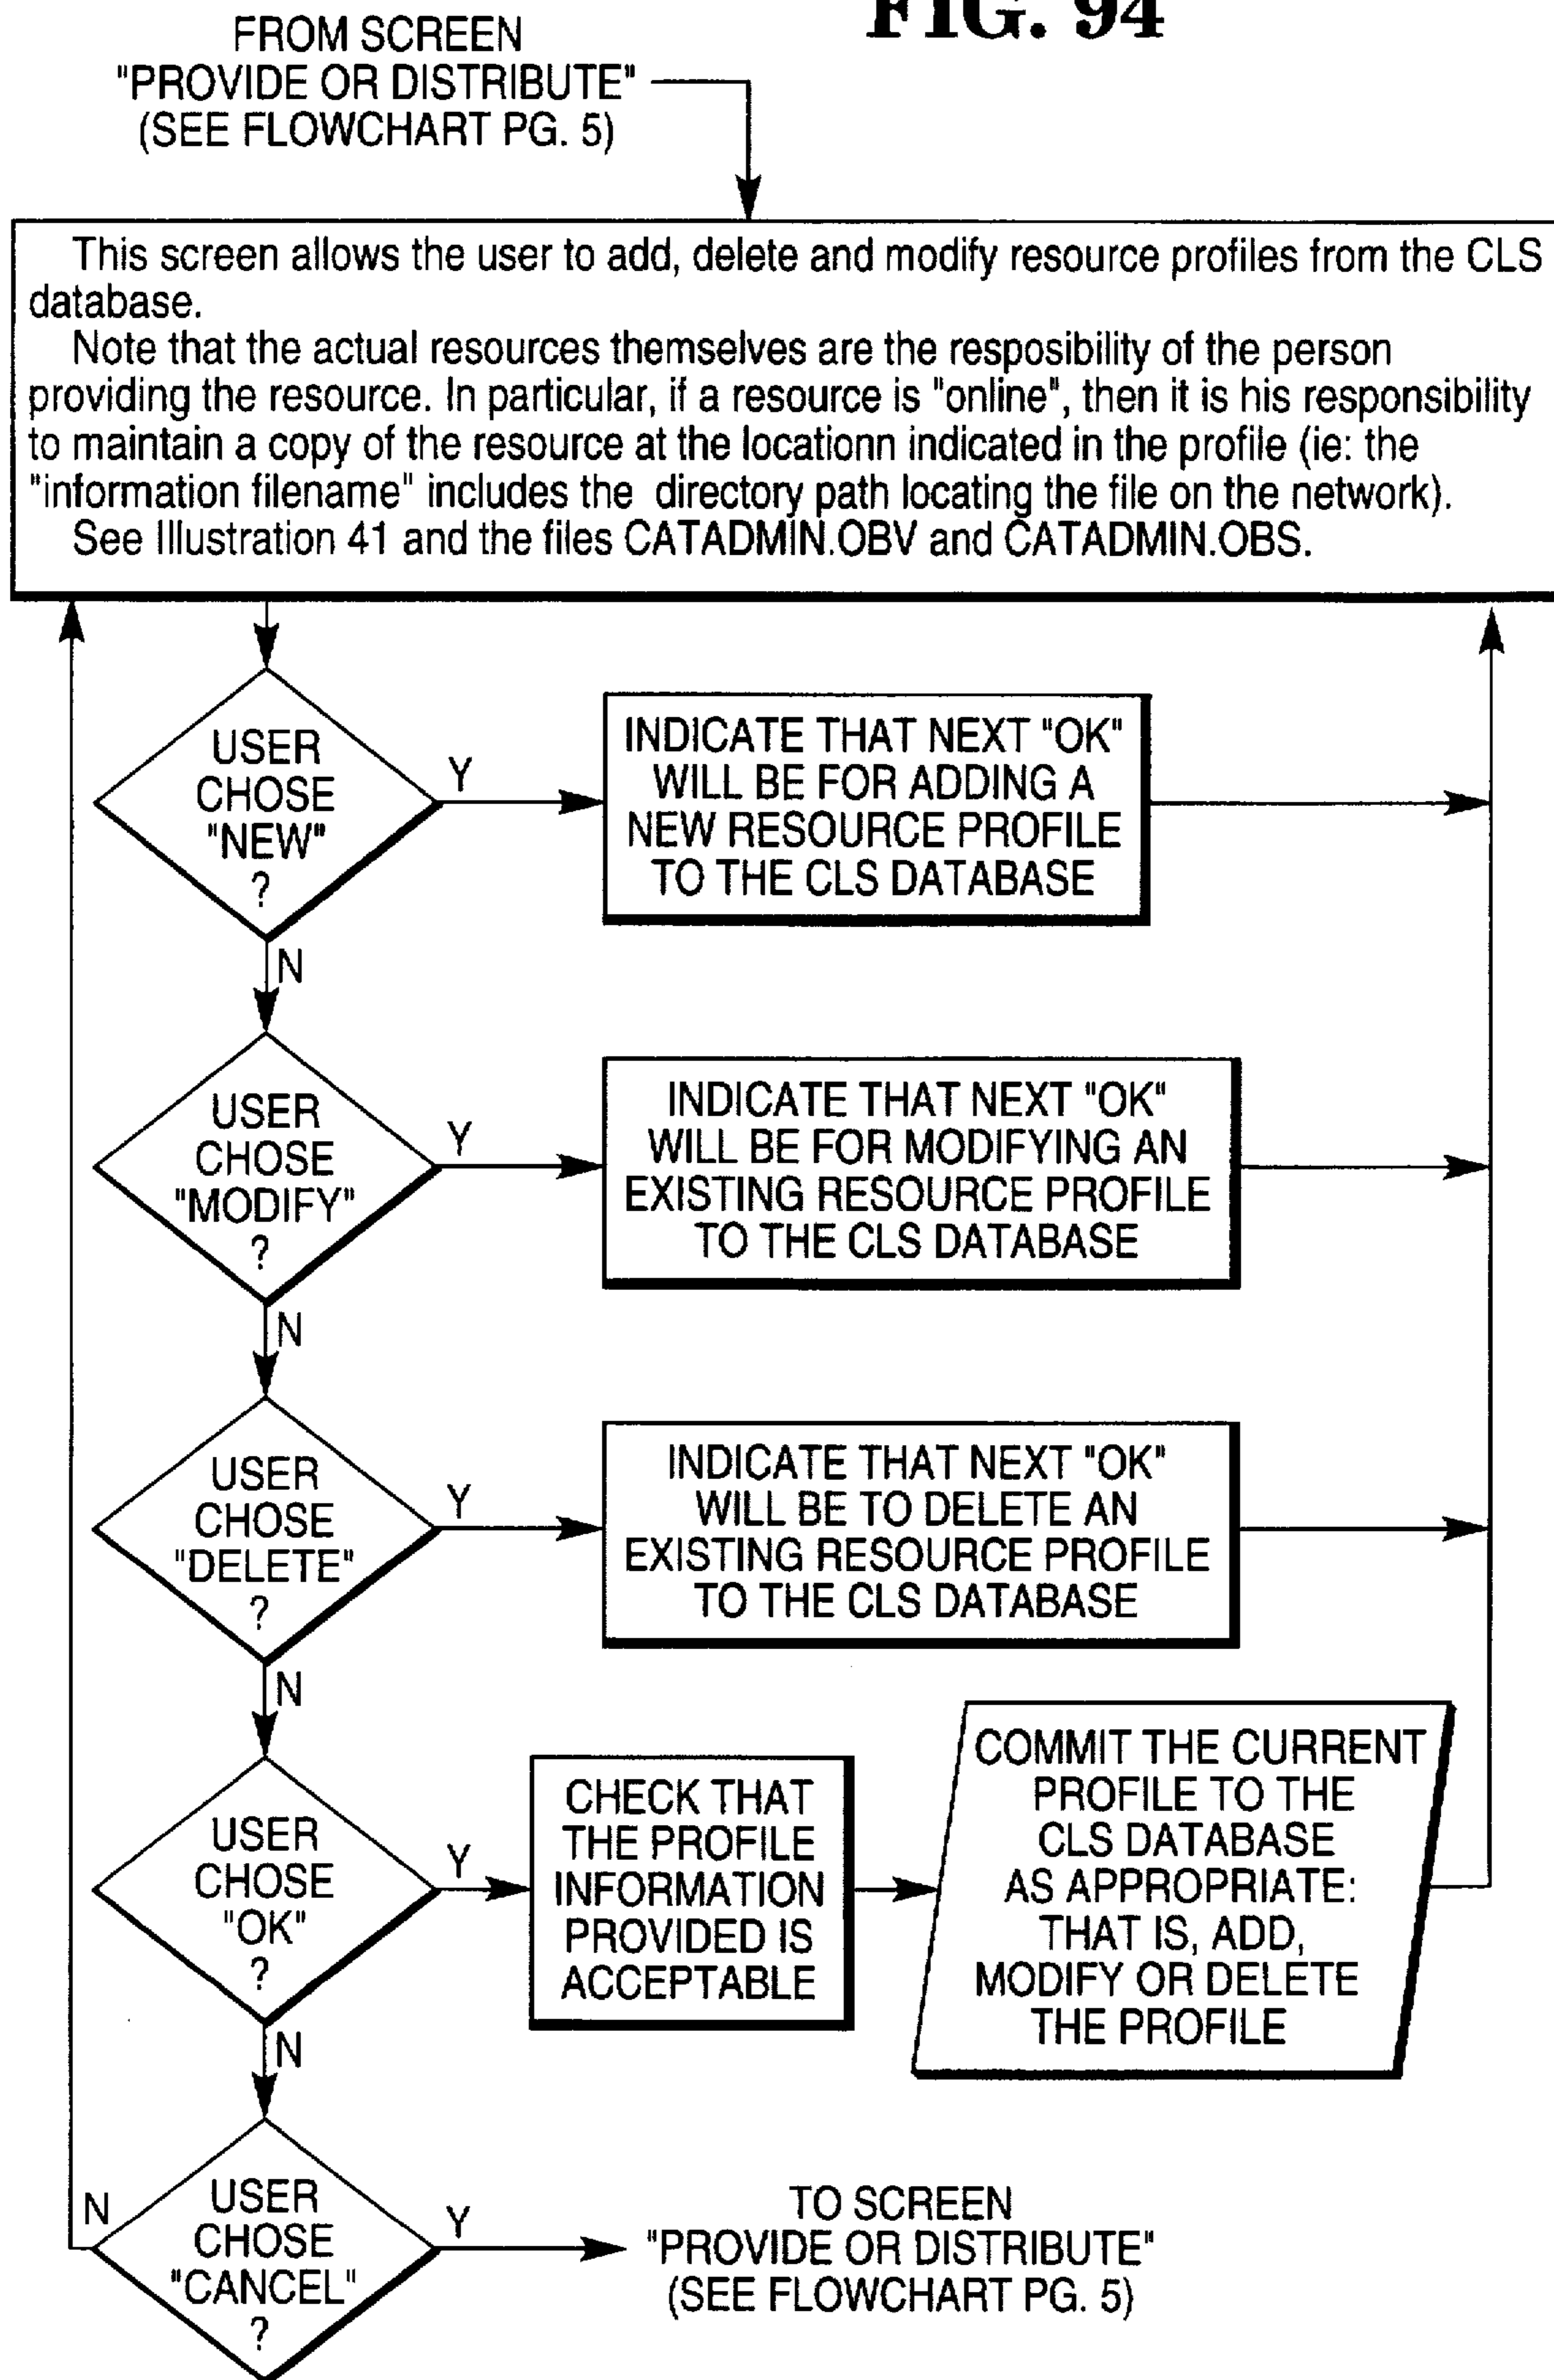 FIG. 94
FROM SCREEN
"PROVIDE OR DISTRIBUTE"
(SEE FLOWCHART PG. 5)
This screen allows the user to add, delete and modify resource profiles from the CLS
database.
Note that the actual resources themselves are the resposibility of the person
providing the resource. In particular, if a resource is "online", then it is his responsibility
to maintain a copy of the resource at the locationn indicated in the profile (ie: the
"information filename" includes the directory path locating the file on the network).
See Illustration 41 and the files CATADMIN.OBV and CATADMIN.OBS.
USER
CHOSE
"NEW"
?
Y
INDICATE THAT NEXT "OK"
WILL BE FOR ADDING A
NEW RESOURCE PROFILE
TO THE CLS DATABASE
N
USER
CHOSE
"MODIFY"
?
Y
INDICATE THAT NEXT "OK"
WILL BE FOR MODIFYING AN
EXISTING RESOURCE PROFILE
TO THE CLS DATABASE
N
USER
CHOSE
"DELETE"
?
Y
INDICATE THAT NEXT "OK"
WILL BE TO DELETE AN
EXISTING RESOURCE PROFILE
TO THE CLS DATABASE
N
USER
CHOSE
"OK"
?
Y
CHECK THAT
THE PROFILE
INFORMATION
PROVIDED IS
ACCEPTABLE
COMMIT THE CURRENT
PROFILE TO THE
CLS DATABASE
AS APPROPRIATE:
THAT IS, ADD,
MODIFY OR DELETE
THE PROFILE
N
USER
CHOSE
"CANCEL"
?
N
Y
TO SCREEN
"PROVIDE OR DISTRIBUTE"
(SEE FLOWCHART PG. 5)